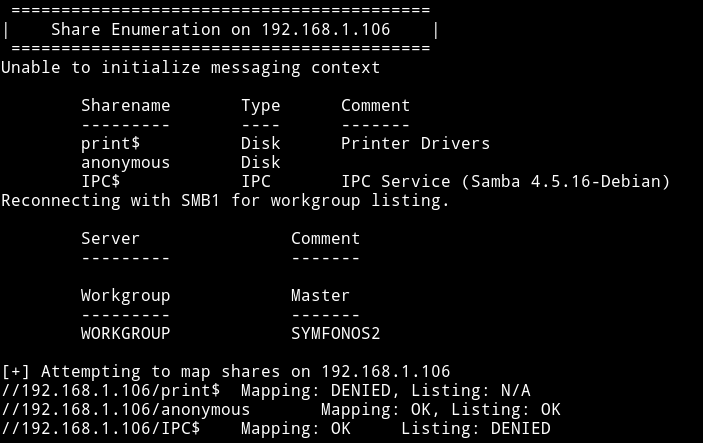 ==========================================
|    Share Enumeration on 192.168.1.106    |
 ==========================================
Unable to initialize messaging context
        Sharename       Type      Comment
        ---------       ----      -------
        print$          Disk      Printer Drivers
        anonymous       Disk
        IPC$            IPC       IPC Service (Samba 4.5.16-Debian)
Reconnecting with SMB1 for workgroup listing.
        Server               Comment
        ---------            -------
        Workgroup            Master
        ---------            -------
        WORKGROUP            SYMFONOS2
[+] Attempting to map shares on 192.168.1.106
//192.168.1.106/print$  Mapping: DENIED, Listing: N/A
//192.168.1.106/anonymous       Mapping: OK, Listing: OK
//192.168.1.106/IPC$    Mapping: OK     Listing: DENIED